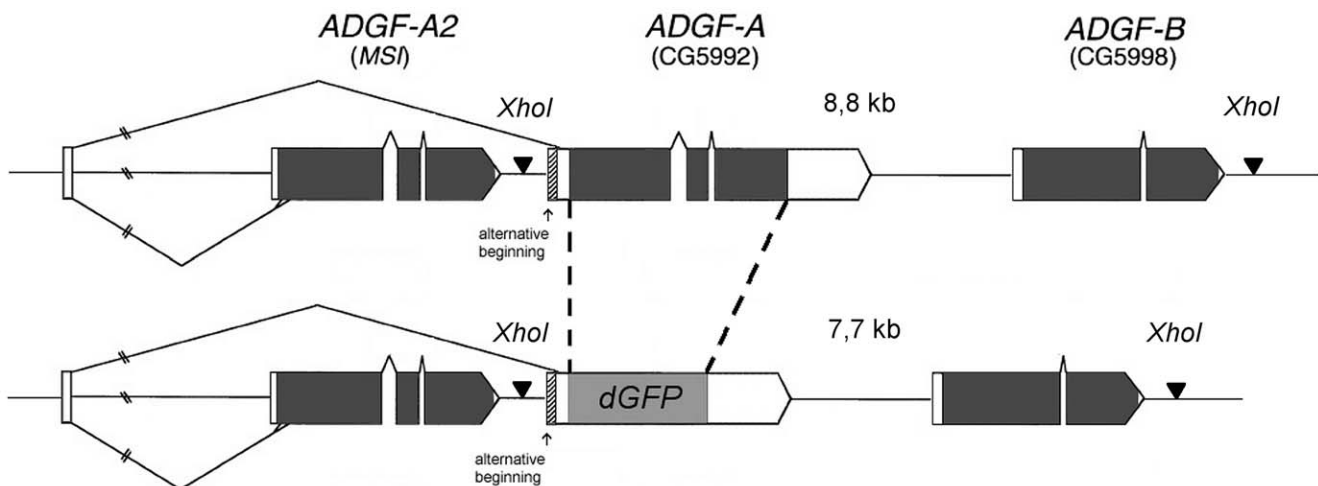 ADGF-A2
(MSI)
ADGF-A
(CG5992)
ADGF-B
(CG5998)
XhoI
8,8 kb
XhoI
alternative
beginning
XhoI
7,7 kb
XhoI
dGFP
alternative
beginning